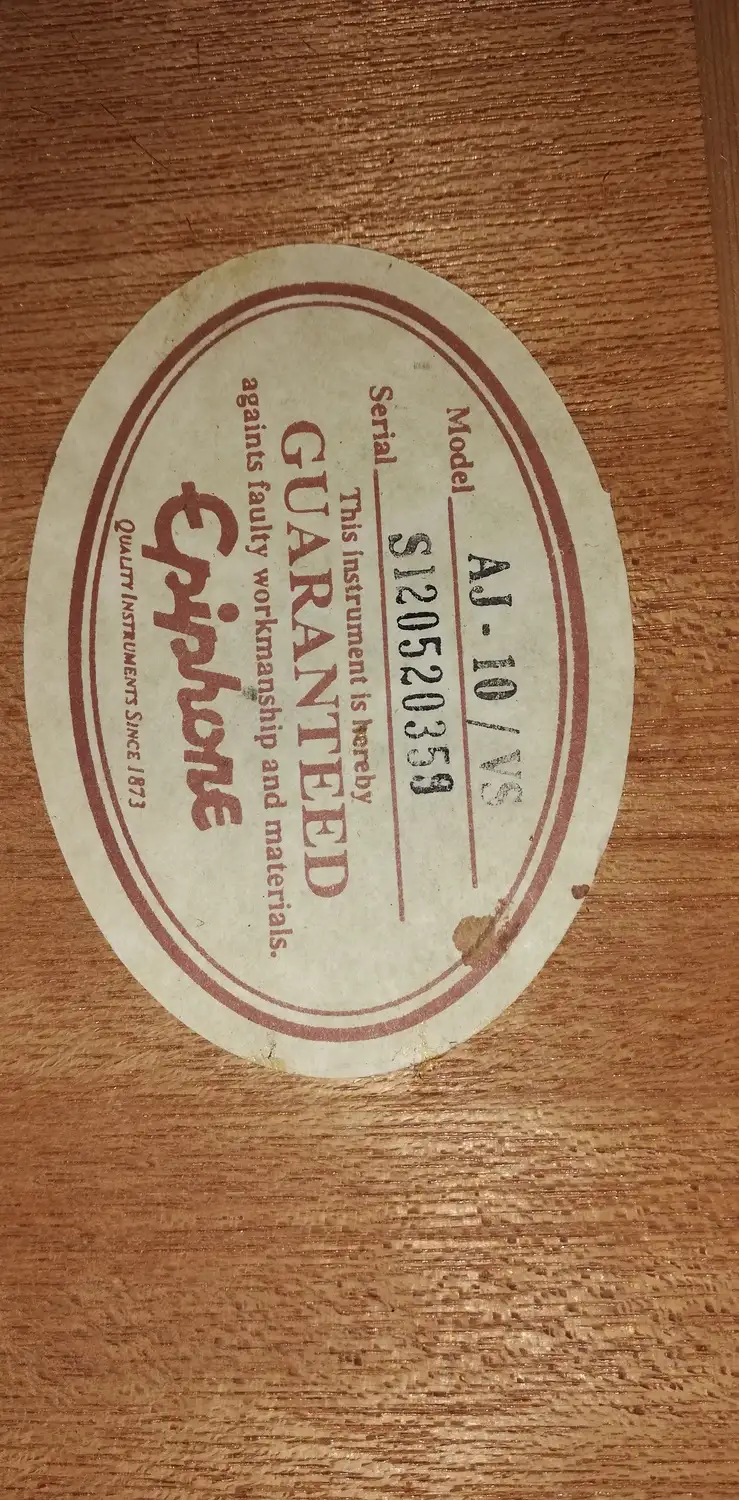 Model AJ-10/VS
Serial S120520359
This instrument is hereby
GUARANTEED
againts faulty workmanship and materials.
Epiphone
QUALITY INSTRUMENTS SINCE 1873